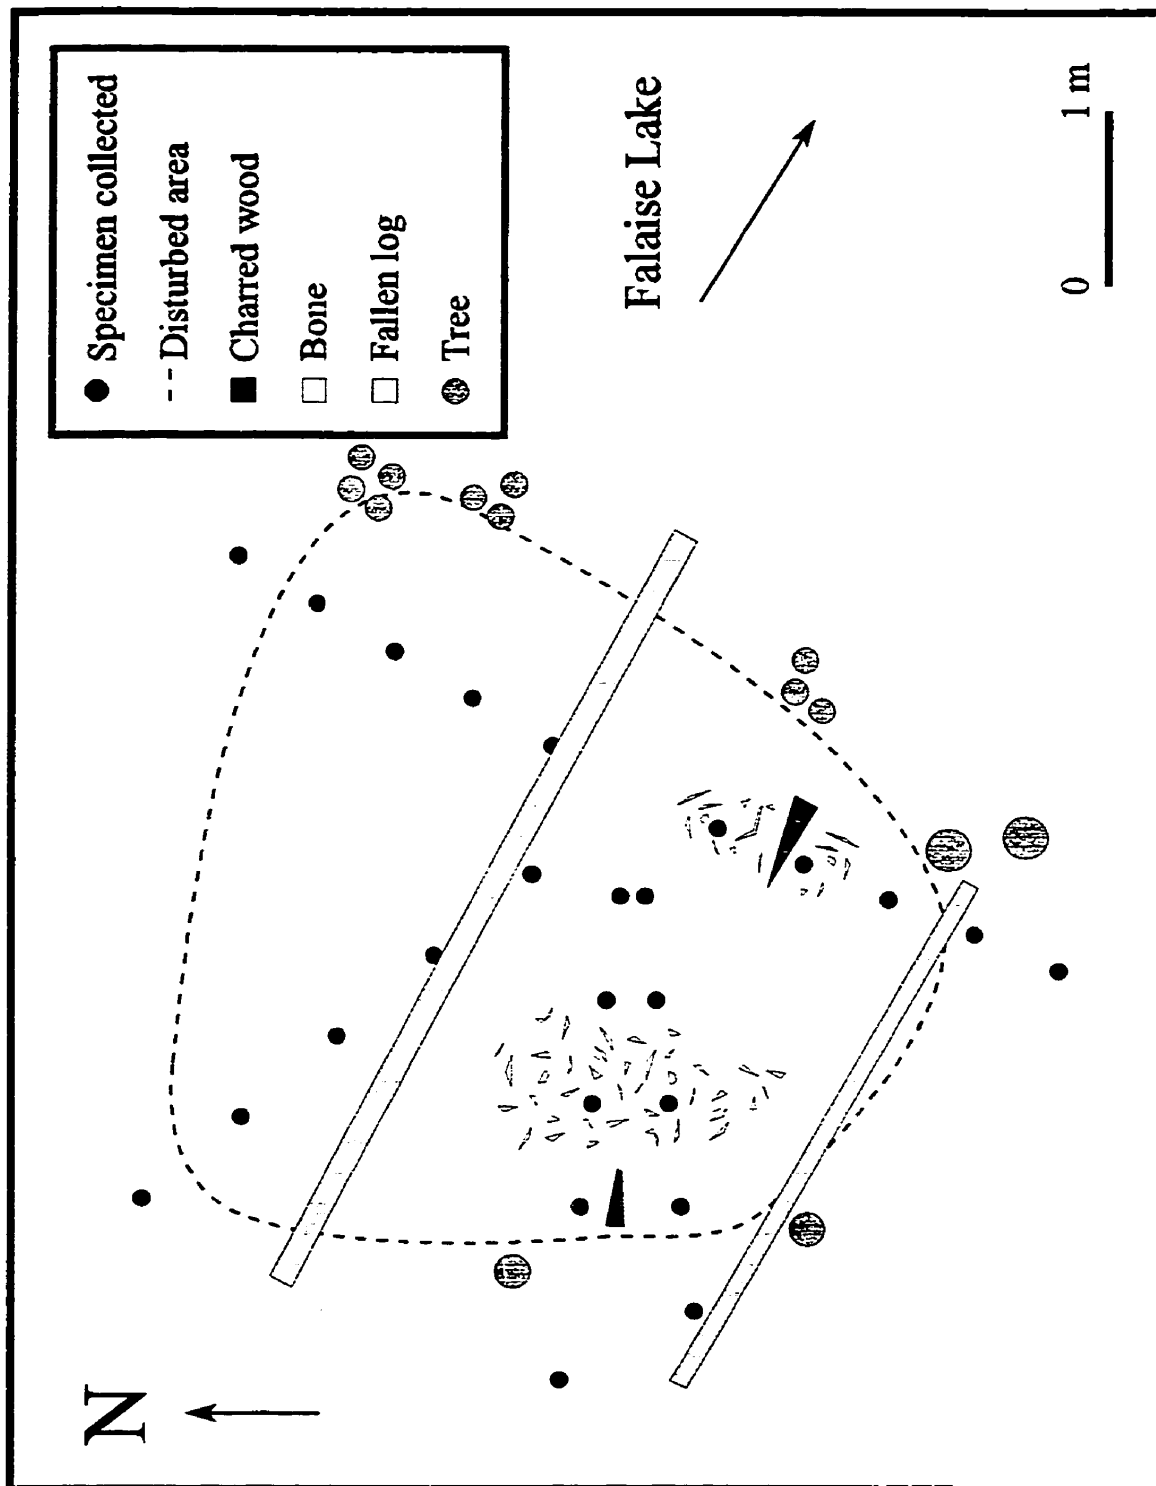 Specimen collected
Disturbed area
Charred wood
Bone
Fallen log
Tree
Falaise Lake
0 1 m
N